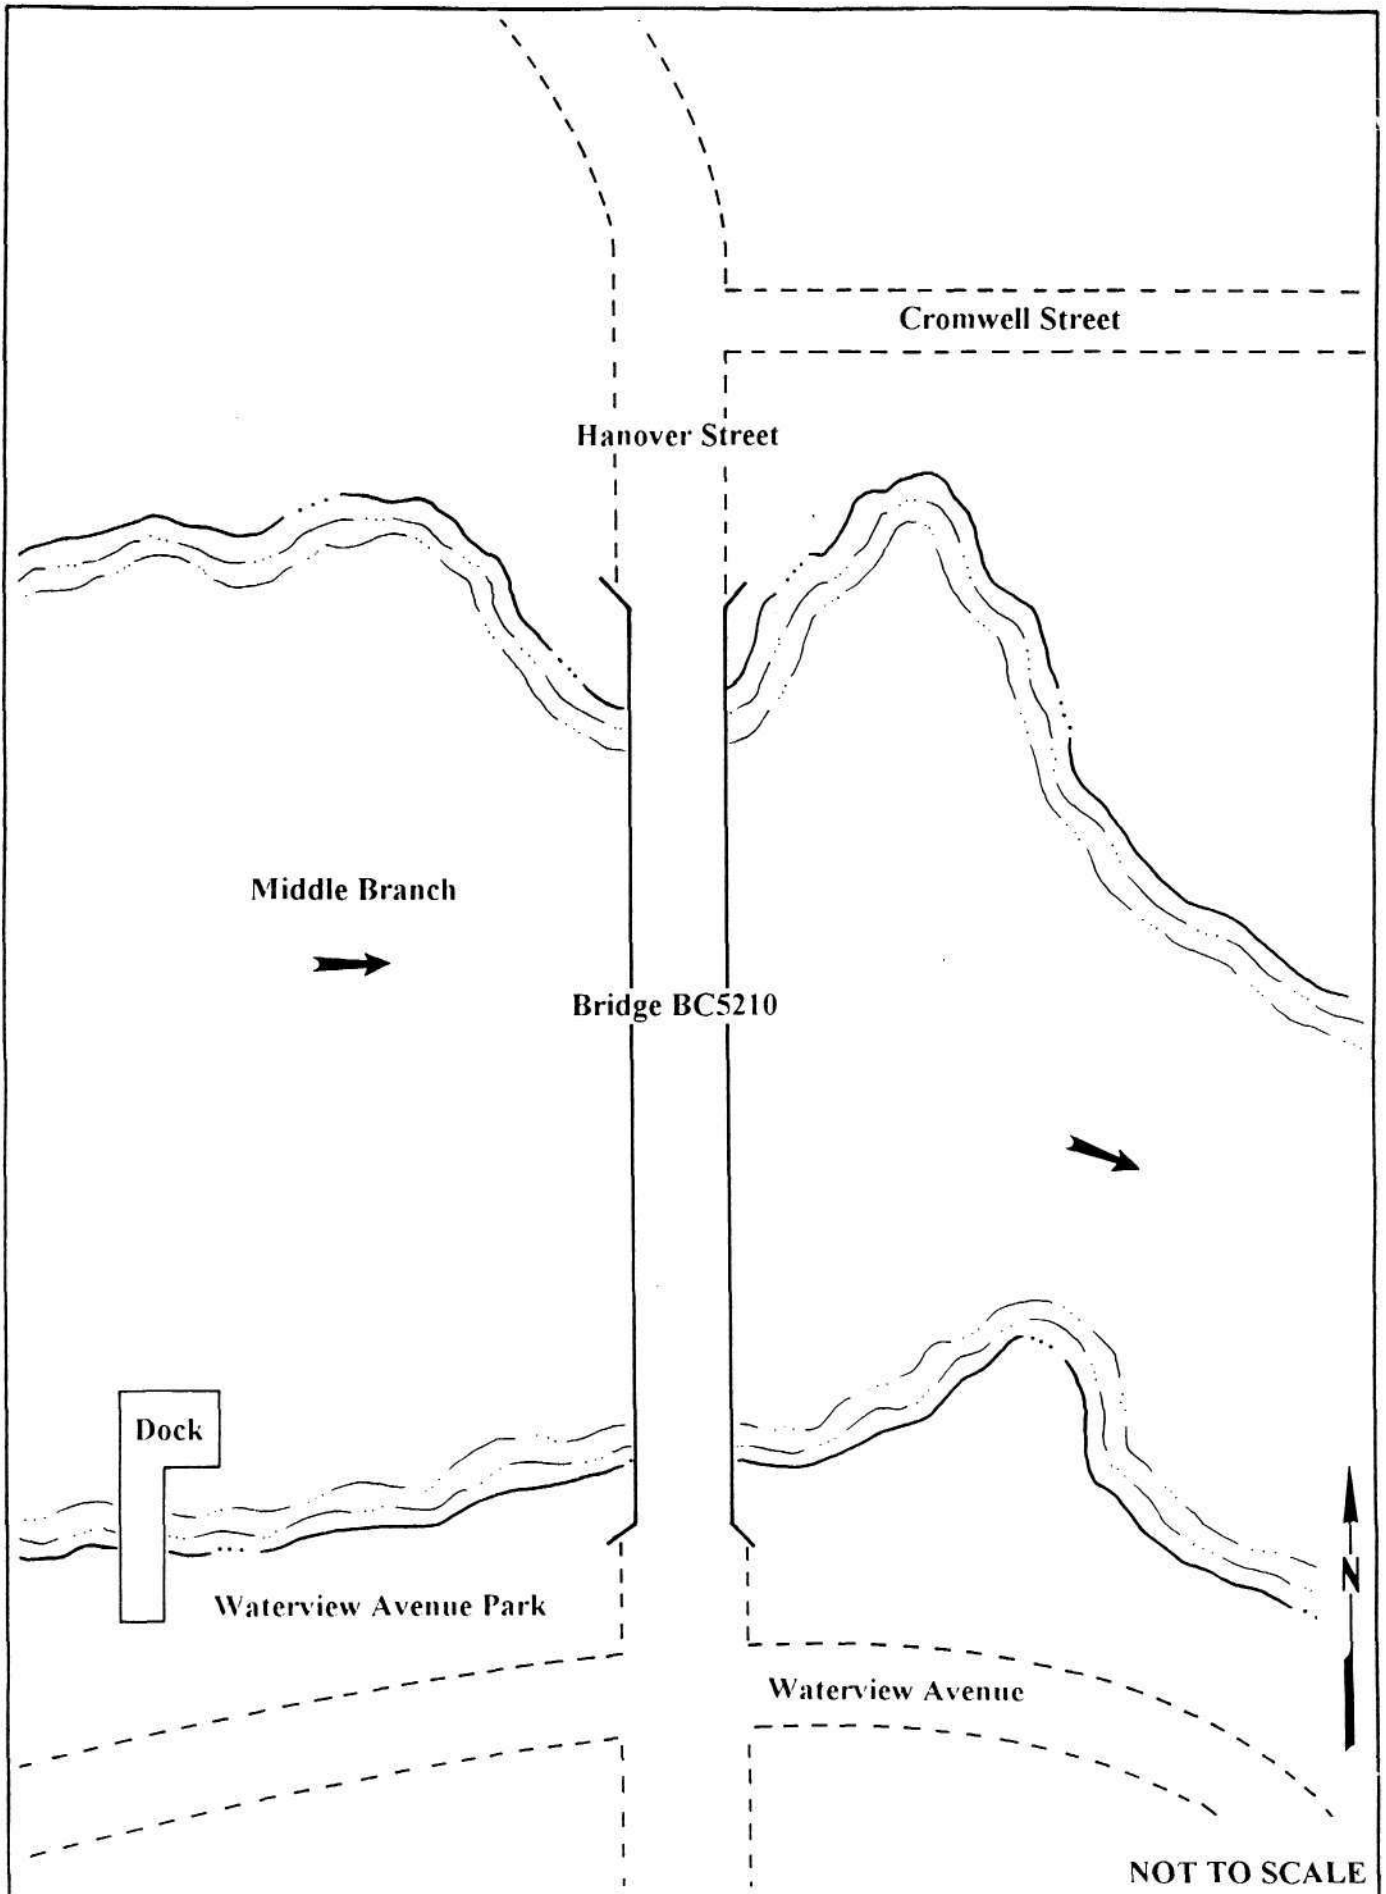 Cromwell Street
Hanover Street
Middle Branch
Bridge BC5210
Dock
N
Waterview Avenue Park
Waterview Avenue
NOT TO SCALE